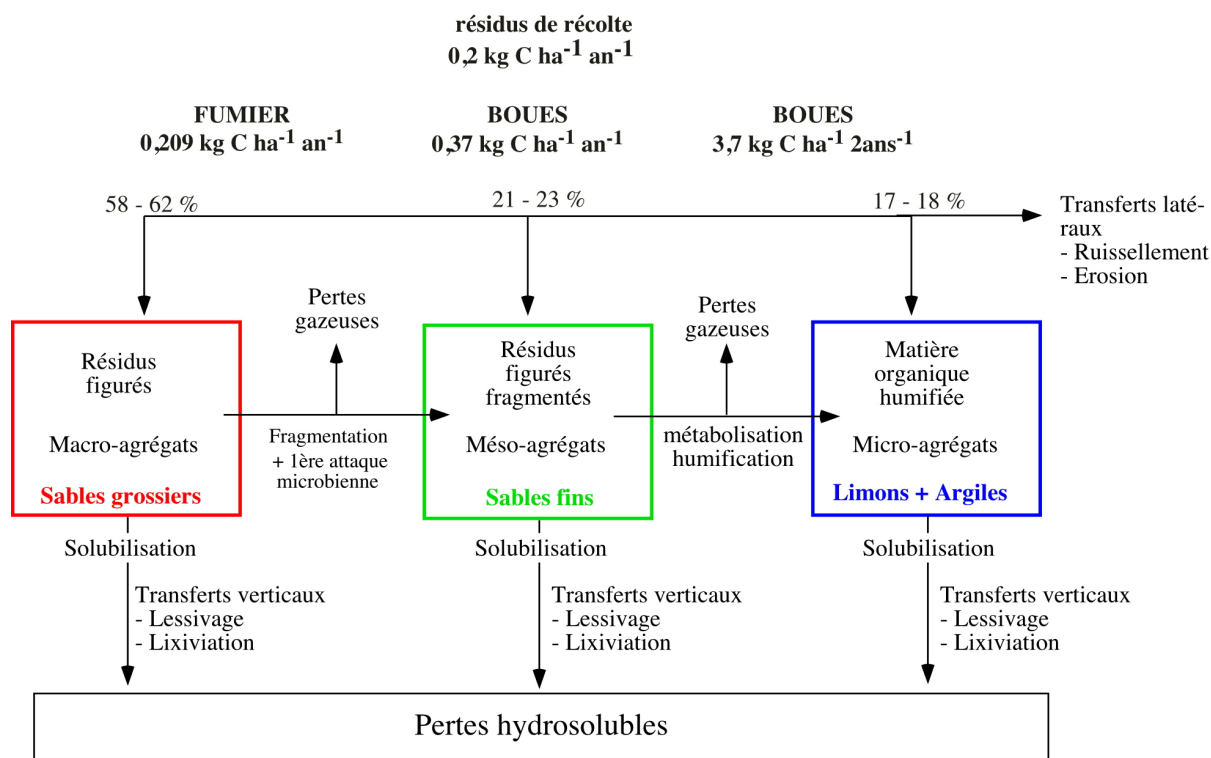 résidus de récolte
0,2 kg C ha-1 an-1
FUMIER
0,209 kg C ha-1 an-1
BOUES
0,37 kg C ha-1 an-1
BOUES
3,7 kg C ha-1 2ans-1
58 - 62 %
21 - 23 %
17 - 18 %
Transferts laté-
raux
- Ruissellement
- Erosion
Résidus
figurés
Macro-agrégats
Sables grossiers
Pertes
gazeuses
Fragmentation
+ 1ère attaque
microbienne
Résidus
figurés
fragmentés
Méso-agrégats
Sables fins
Pertes
gazeuses
métabolisation
humification
Matière
organique
humifiée
Micro-agrégats
Limons + Argiles
Solubilisation
Transferts verticaux
- Lessivage
- Lixiviation
Solubilisation
Transferts verticaux
- Lessivage
- Lixiviation
Solubilisation
Transferts verticaux
- Lessivage
- Lixiviation
Pertes hydrosolubles